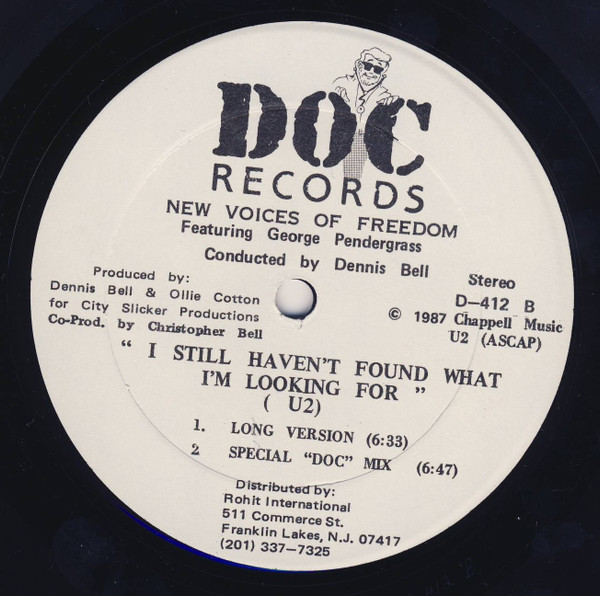 DOC
RECORDS
NEW VOICES OF FREEDOM
Featuring George Pendergrass
Conducted by Dennis Bell
Produced by:
Dennis Bell & Ollie Cotton
for City Slicker Productions
Co-Prod. by Christopher Bell
Stereo
D-412 B
© 1987 Chappell Music
U2 (ASCAP)
" I STILL HAVEN'T FOUND WHAT
I'M LOOKING FOR "
( U2)
1. LONG VERSION (6:33)
2 SPECIAL "DOC" MIX (6:47)
Distributed by:
Rohit International
511 Commerce St.
Franklin Lakes, N.J. 07417
(201) 337-7325